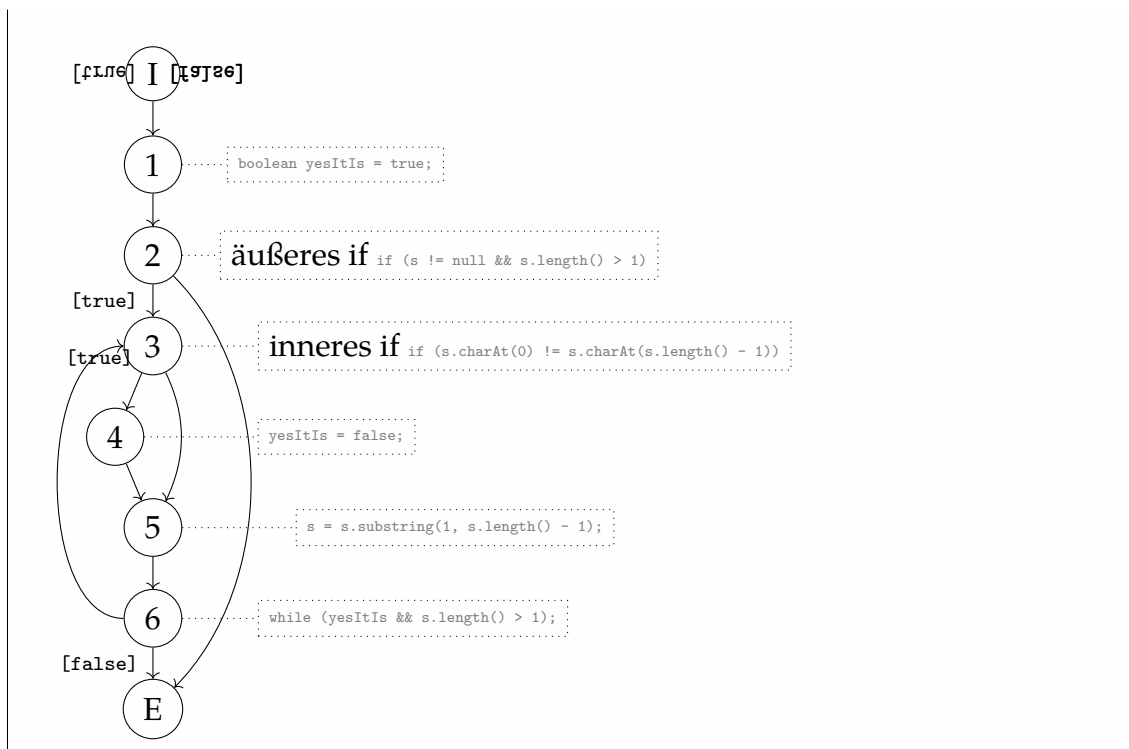 [true] I [false]
1 boolean yesItIs = true;
2 äußeres if if (s != null && s.length() > 1)
[true]
3 inneres if if (s.charAt(0) != s.charAt(s.length() - 1))
[true]
4 yesItIs = false;
5 s = s.substring(1, s.length() - 1);
6 while (yesItIs && s.length() > 1);
[false]
E